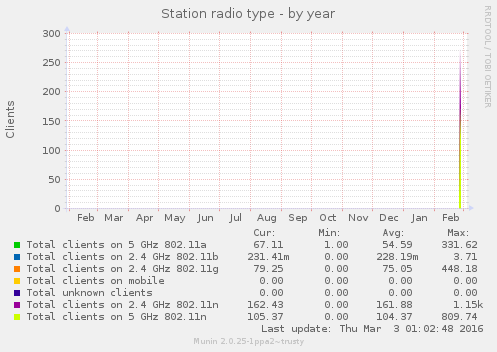 Station radio type - by year
RRDTOOL / TOBI OETIKER
Clients
300
250
200
150
100
50
0
Feb Mar Apr May Jun Jul Aug Sep Oct Nov Dec Jan Feb
Cur: Min: Avg: Max:
Total clients on 5 GHz 802.11a 67.11 1.00 54.59 331.62
Total clients on 2.4 GHz 802.11b 231.41m 0.00 228.19m 3.71
Total clients on 2.4 GHz 802.11g 79.25 0.00 75.05 448.18
Total clients on mobile 0.00 0.00 0.00 0.00
Total unknown clients 0.00 0.00 0.00 0.00
Total clients on 2.4 GHz 802.11n 162.43 0.00 161.88 1.15k
Total clients on 5 GHz 802.11n 105.37 0.00 104.37 809.74
Last update: Thu Mar 3 01:02:48 2016
Munin 2.0.25-1ppa2~trusty